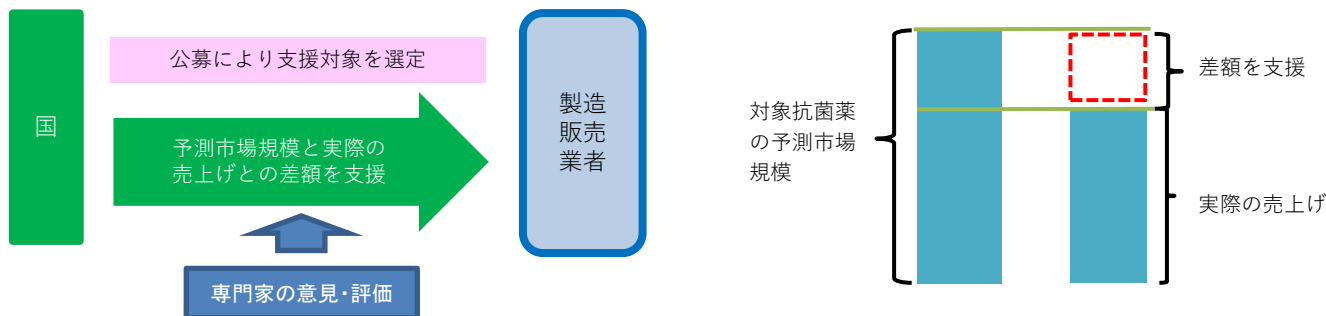 国
公募により支援対象を選定
予測市場規模と実際の
売上げとの差額を支援
専門家の意見・評価
製造
販売
業者
対象抗菌薬
の予測市場
規模
差額を支援
実際の売上げ